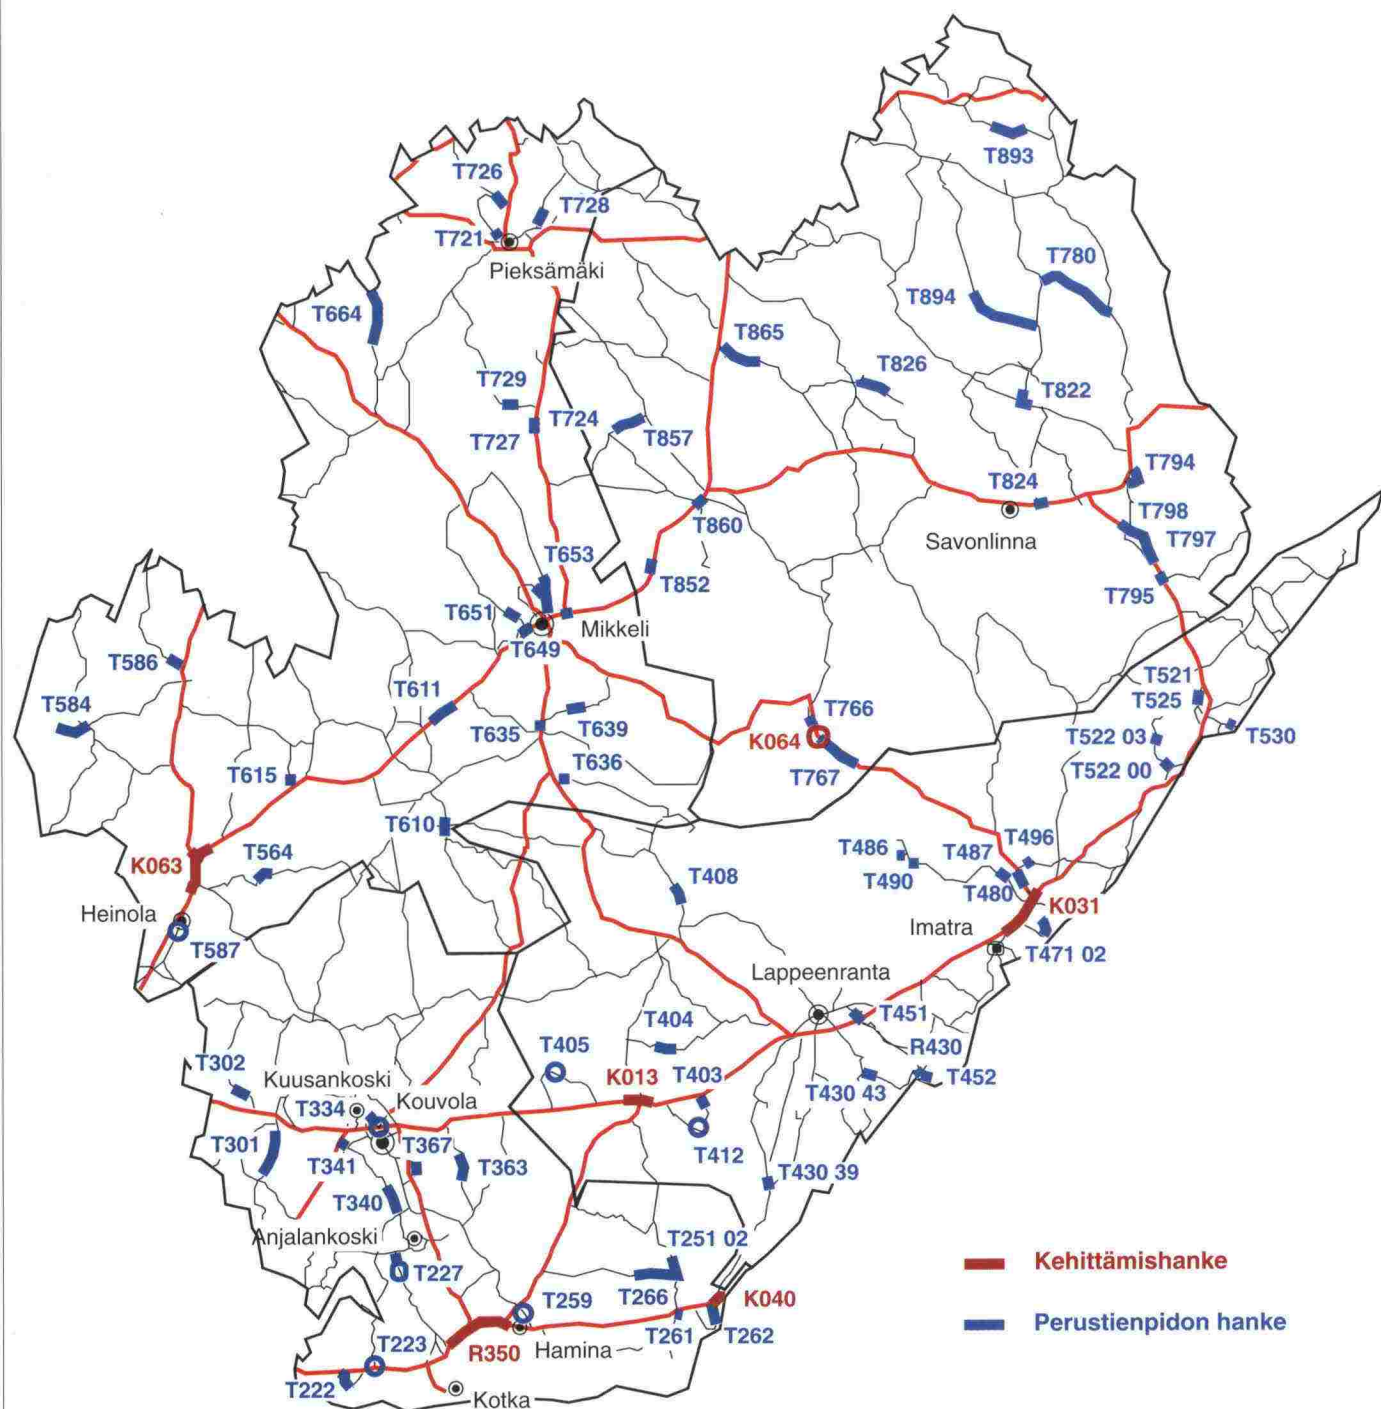 T893
T726
T728
T721
Pieksämäki
T780
T894
T664
T865
T826
T729
T724
T822
T727
T857
T794
T824
T860
T798
Savonlinna
T797
T653
T852
T795
T651
Mikkeli
T649
T586
T521
T611
T584
T525
T766
T635
T639
K064
T522 03
T530
T636
T767
T522 00
T615
T610
T496
T486
T487
K063
T564
T408
T490
T480
K031
Heinola
Imatra
T587
T471 02
Lappeenranta
T451
T404
T405
R430
T302
K013
T403
T452
Kuusankoski
T430 43
Kouvola
T334
T301
T341
T367
T412
T363
T430 39
T340
Anjalankoski
T251 02
Kehittämishanke
T227
T259
T266
K040
Perustienpidon hanke
T261
T262
T223
R350
Hamina
T222
Kotka